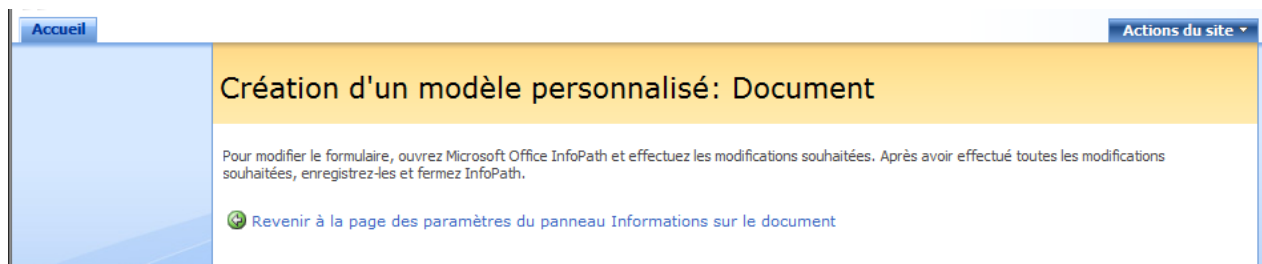 Accueil
Actions du site
Création d'un modèle personnalisé: Document
Pour modifier le formulaire, ouvrez Microsoft Office InfoPath et effectuez les modifications souhaitées. Après avoir effectué toutes les modifications
souhaitées, enregistrez-les et fermez InfoPath.
Revenir à la page des paramètres du panneau Informations sur le document